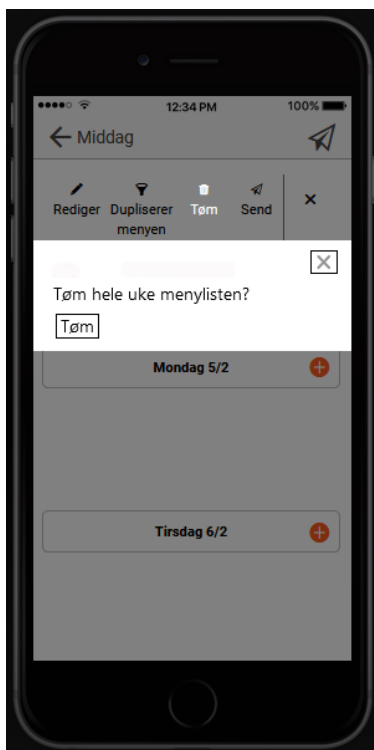 12:34 PM 100%
Middag
Rediger Dupliserer menyen Tøm Send
Tøm hele uke menylisten?
Tøm
Mondag 5/2
Tirsdag 6/2